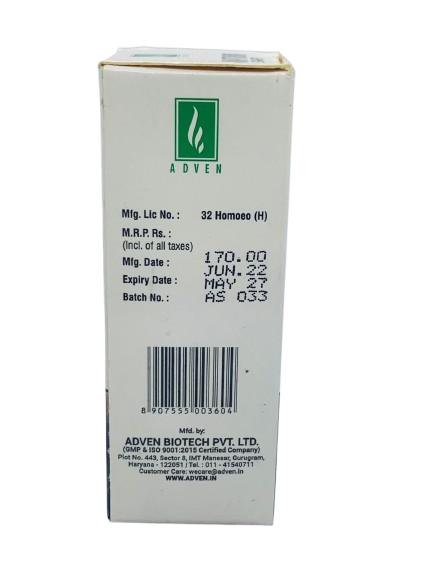 ADVEN
Mfg. Lic No. : 32 Homoeo (H)
M.R.P. Rs. :
(Incl. of all taxes) 170.00
Mfg. Date : JUN. 22
Expiry Date : MAY 27
Batch No. : AS 033
8 907555 003604
Mfd. by:
ADVEN BIOTECH PVT. LTD.
(GMP & ISO 9001:2015 Certified Company)
Plot No. 443, Sector 8, IMT Manesar, Gurugram,
Haryana - 122051 / Tel. : 011 - 41540711
Customer Care: wecare@adven.in
WWW.ADVEN.IN